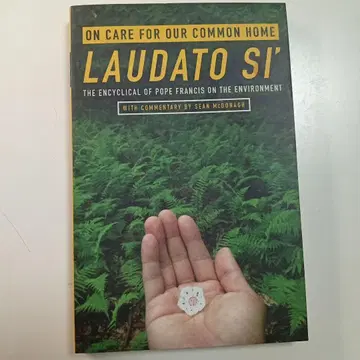 ON CARE FOR OUR COMMON HOME
LAUDATO SI'
THE ENCYCLICAL OF POPE FRANCIS ON THE ENVIRONMENT
WITH COMMENTARY BY SEAN McDONAGH